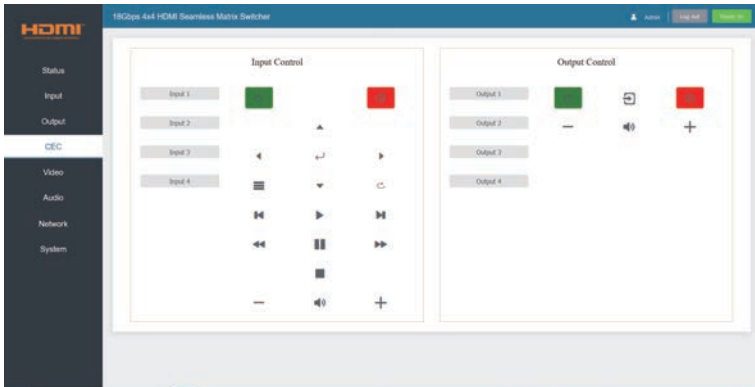 18Gbps 4x4 HDMI Seamless Matrix Switcher
Admin
Log Out
HDMI
Status
Input
Output
CEC
Video
Audio
Network
System
Input Control
Input 1
Input 2
Input 3
Input 4
Output Control
Output 1
Output 2
Output 3
Output 4